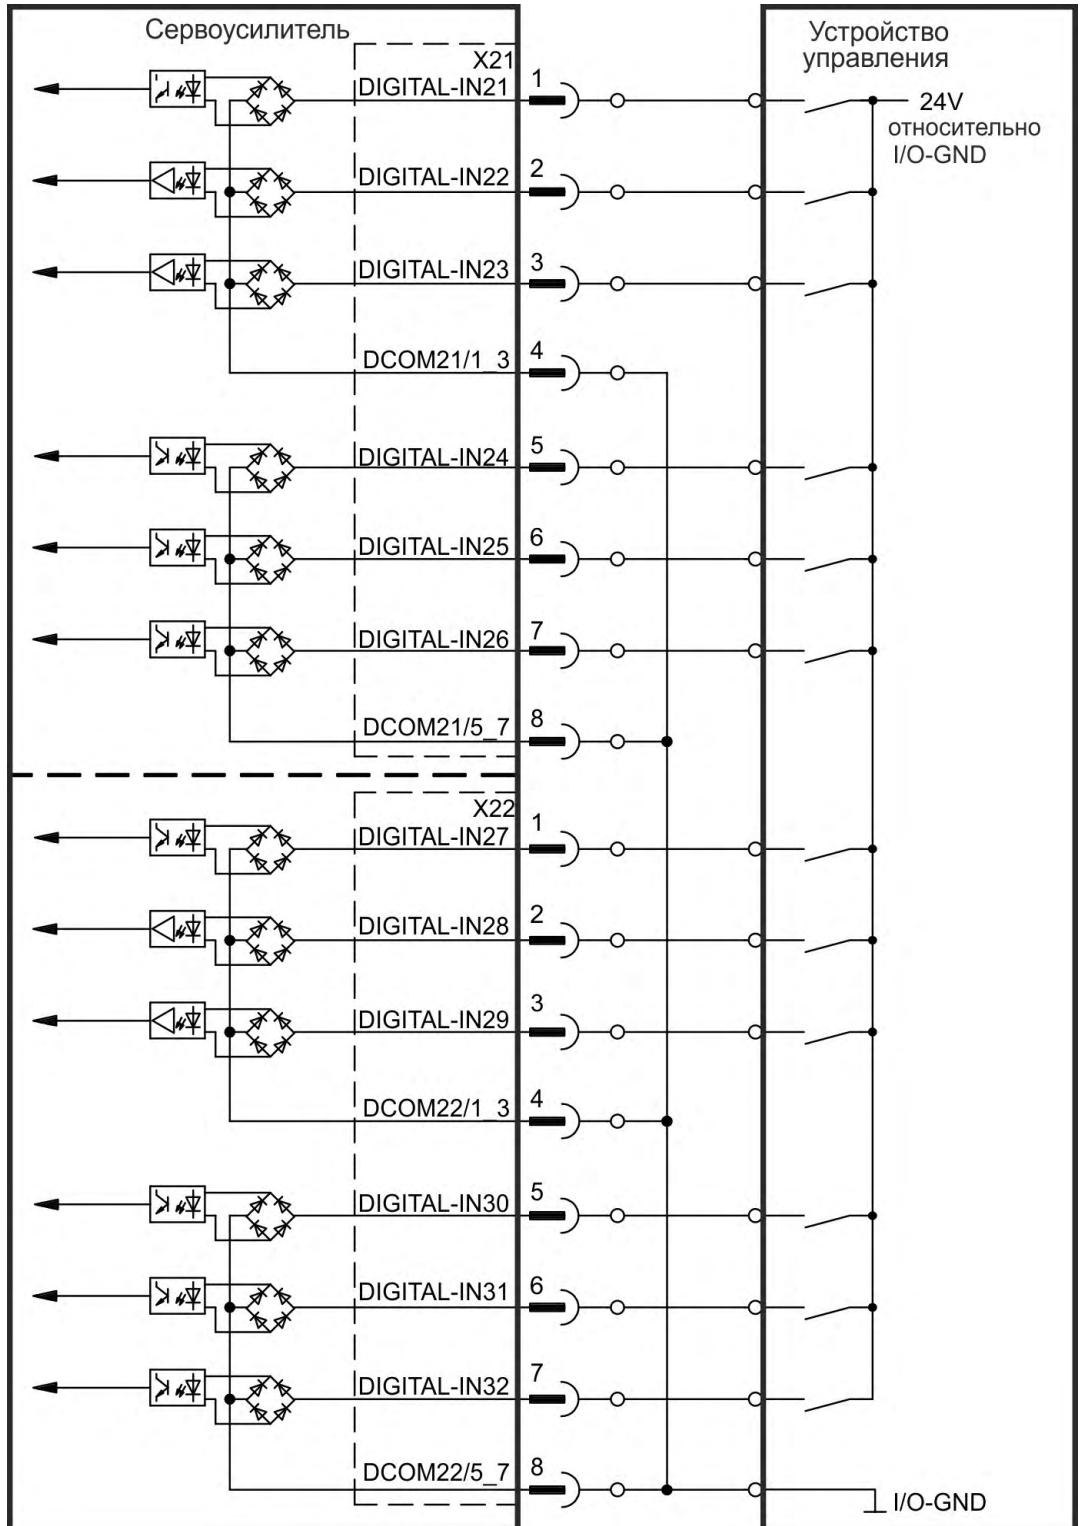 Сервоусилитель
Устройство
управления
X21
DIGITAL-IN21
1
24V
относительно
I/O-GND
DIGITAL-IN22
2
DIGITAL-IN23
3
DCOM21/1_3
4
DIGITAL-IN24
5
DIGITAL-IN25
6
DIGITAL-IN26
7
DCOM21/5_7
8
X22
DIGITAL-IN27
1
DIGITAL-IN28
2
DIGITAL-IN29
3
DCOM22/1_3
4
DIGITAL-IN30
5
DIGITAL-IN31
6
DIGITAL-IN32
7
DCOM22/5_7
8
I/O-GND